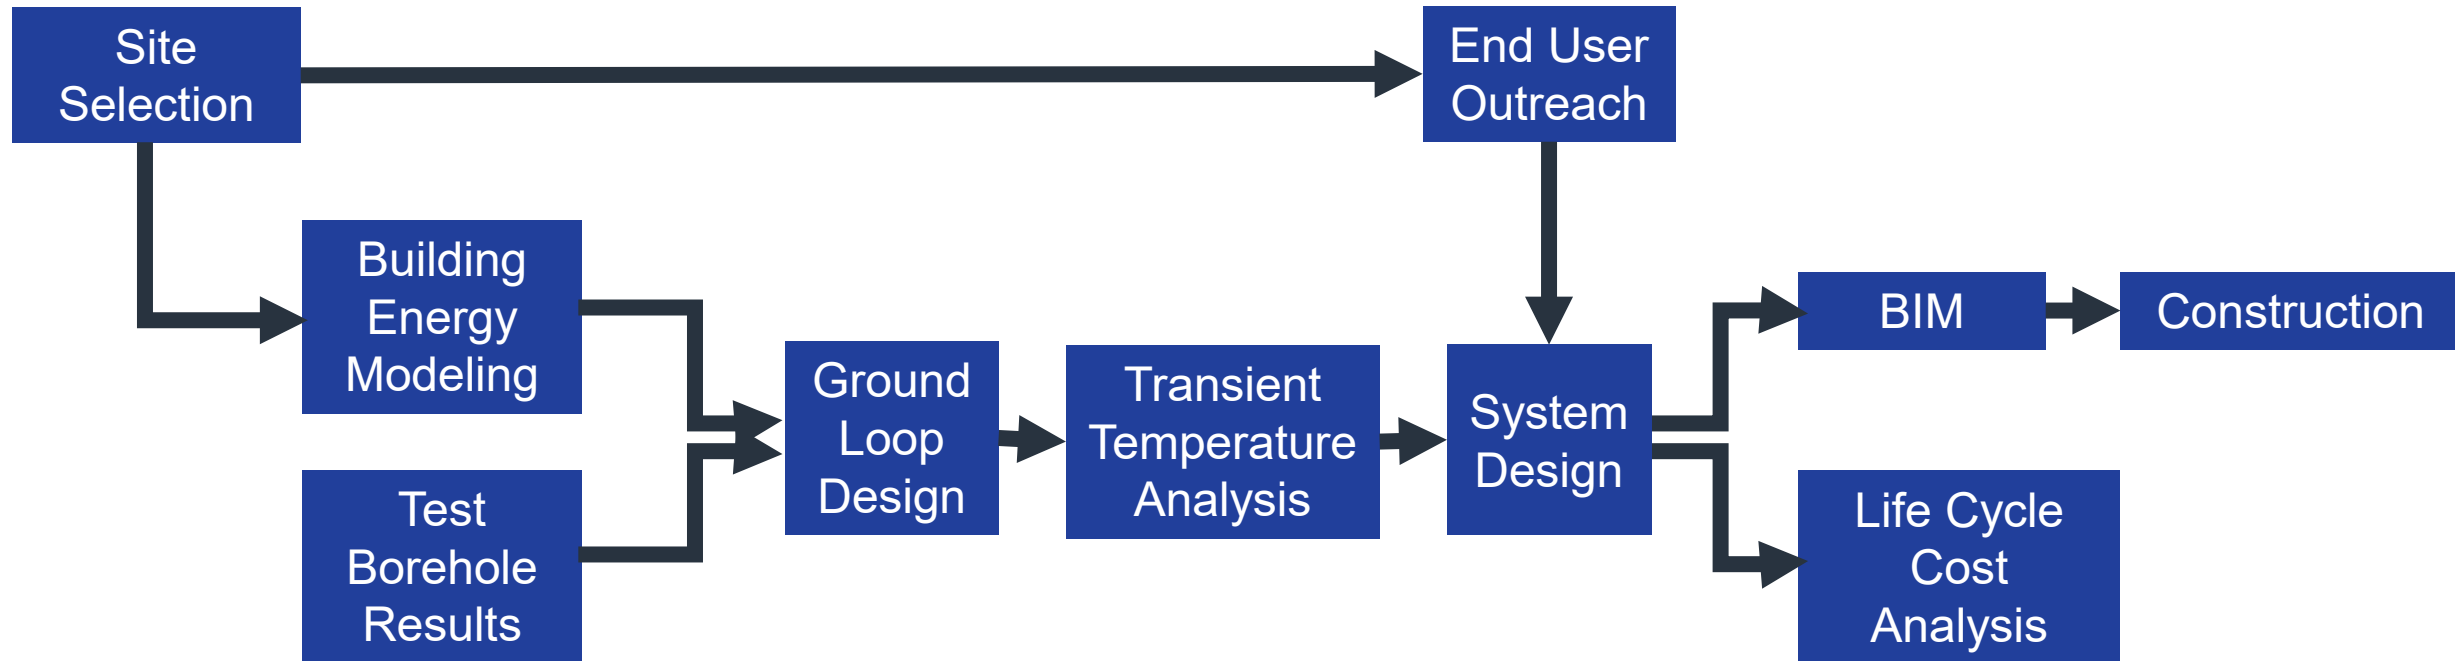 Site
Selection
End User
Outreach
Building
Energy
Modeling
Test
Borehole
Results
Ground
Loop
Design
Transient
Temperature
Analysis
System
Design
BIM
Construction
Life Cycle
Cost
Analysis